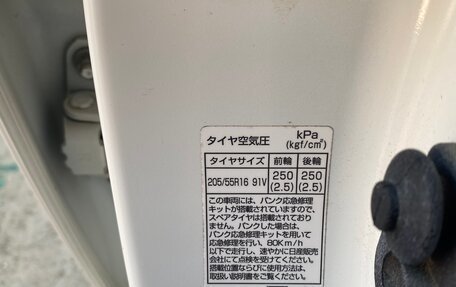 タイヤ空気圧 kPa (kgf/cm²)
タイヤサイズ 前輪 後輪
205/55R16 91V 250 (2.5) 250 (2.5)
この車両には、パンク応急修理
キットが搭載されていますので、
スペアタイヤは搭載されており
ません。パンクした場合は、
パンク応急修理キットを用いて
応急修理を行い、80Km/h
以下で走行し、速やかに日産販売
会社にて点検を受けてください。
搭載位置ならびに使用方法は、
取扱い説明書をご覧ください。